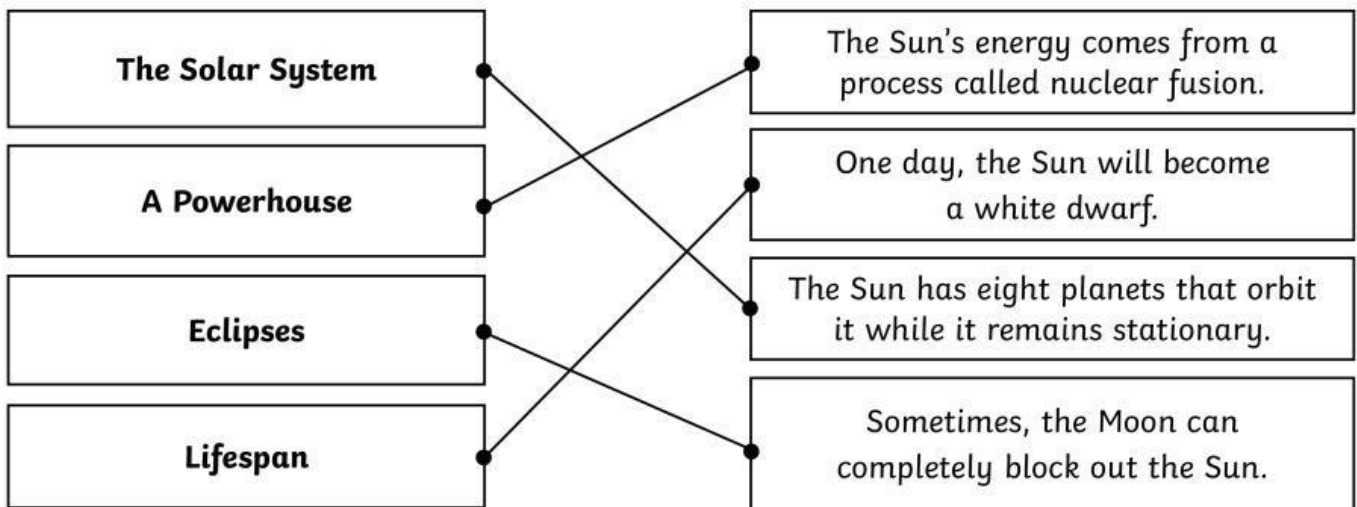 The Solar System
A Powerhouse
Eclipses
Lifespan
The Sun's energy comes from a
process called nuclear fusion.
One day, the Sun will become
a white dwarf.
The Sun has eight planets that orbit
it while it remains stationary.
Sometimes, the Moon can
completely block out the Sun.